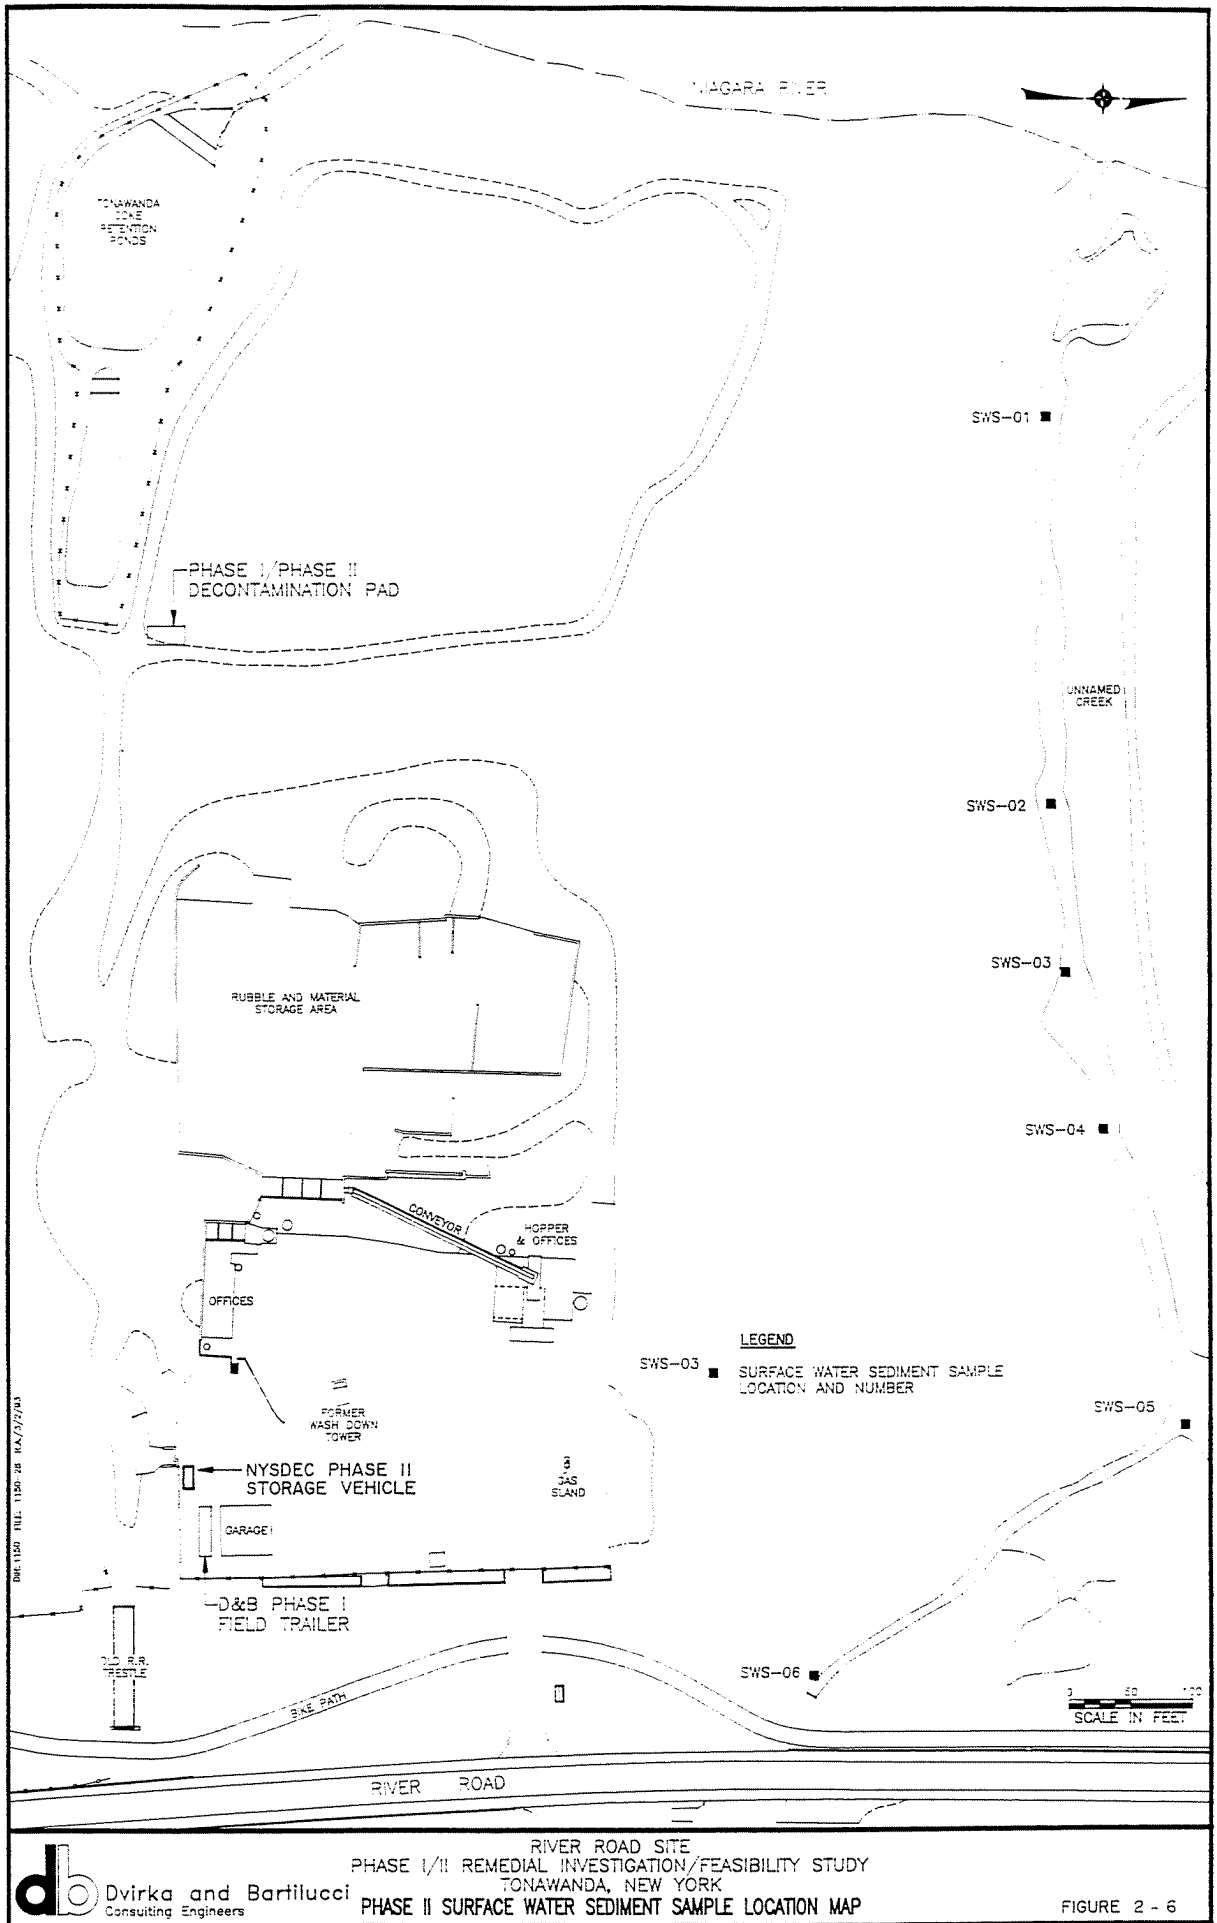 NIAGARA RIVER
TONAWANDA
COKE
RETENTION
PONDS
SWS-01
PHASE I/PHASE II
DECONTAMINATION PAD
UNNAMED
CREEK
SWS-02
SWS-03
RUBBLE AND MATERIAL
STORAGE AREA
SWS-04
CONVEYOR
HOPPER
& OFFICES
OFFICES
LEGEND
SWS-03
SURFACE WATER SEDIMENT SAMPLE
LOCATION AND NUMBER
SWS-05
FORMER
WASH DOWN
TOWER
NYSDEC PHASE II
STORAGE VEHICLE
GAS
ISLAND
GARAGE
D&B PHASE I
FIELD TRAILER
OLD R.R.
TRESTLE
SWS-06
BIKE PATH
0 50 100
SCALE IN FEET
RIVER ROAD
RIVER ROAD SITE
PHASE I/II REMEDIAL INVESTIGATION/FEASIBILITY STUDY
TONAWANDA, NEW YORK
PHASE II SURFACE WATER SEDIMENT SAMPLE LOCATION MAP
db
Dvirka and Bartilucci
Consulting Engineers
FIGURE 2 - 6